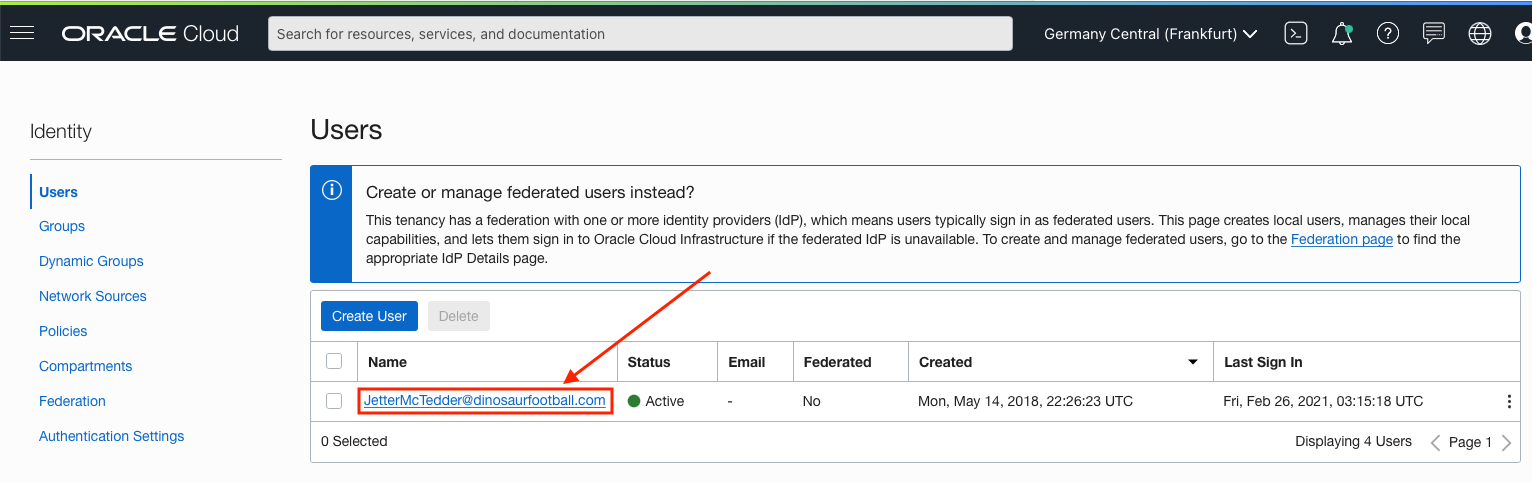 ORACLE Cloud
Search for resources, services, and documentation
Germany Central (Frankfurt)
Identity
Users
Groups
Dynamic Groups
Network Sources
Policies
Compartments
Federation
Authentication Settings
Users
Create or manage federated users instead?
This tenancy has a federation with one or more identity providers (IdP), which means users typically sign in as federated users. This page creates local users, manages their local
capabilities, and lets them sign in to Oracle Cloud Infrastructure if the federated IdP is unavailable. To create and manage federated users, go to the Federation page to find the
appropriate IdP Details page.
Create User Delete
Name Status Email Federated Created Last Sign In
JetterMcTedder@dinosaurfootball.com Active - No Mon, May 14, 2018, 22:26:23 UTC Fri, Feb 26, 2021, 03:15:18 UTC
0 Selected Displaying 4 Users Page 1